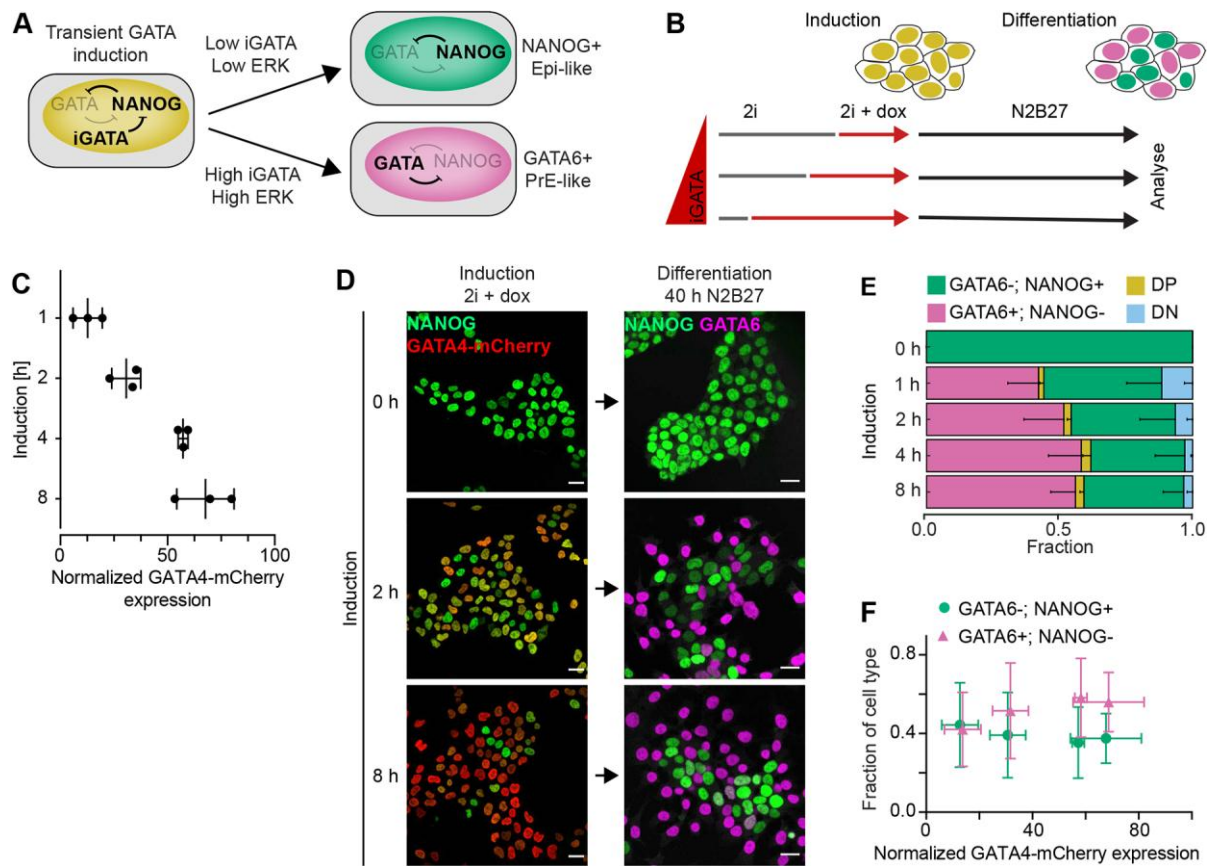 A
Transient GATA
induction
GATA
NANOG
iGATA
Low iGATA
Low ERK
High iGATA
High ERK
GATA
NANOG
NANOG+
Epi-like
GATA
NANOG
GATA6+
PrE-like
B
Induction
Differentiation
2i
2i + dox
N2B27
iGATA
Analyse
C
Induction [h]
1
2
4
8
0
50
100
Normalized GATA4-mCherry
expression
D
Induction
2i + dox
Differentiation
40 h N2B27
NANOG
GATA4-mCherry
NANOG GATA6
Induction
0 h
2 h
8 h
E
GATA6-; NANOG+
DP
GATA6+; NANOG-
DN
Induction
0 h
1 h
2 h
4 h
8 h
0.0
0.5
1.0
Fraction
F
GATA6-; NANOG+
GATA6+; NANOG-
Fraction of cell type
0.8
0.4
0.0
0
40
80
Normalized GATA4-mCherry expression